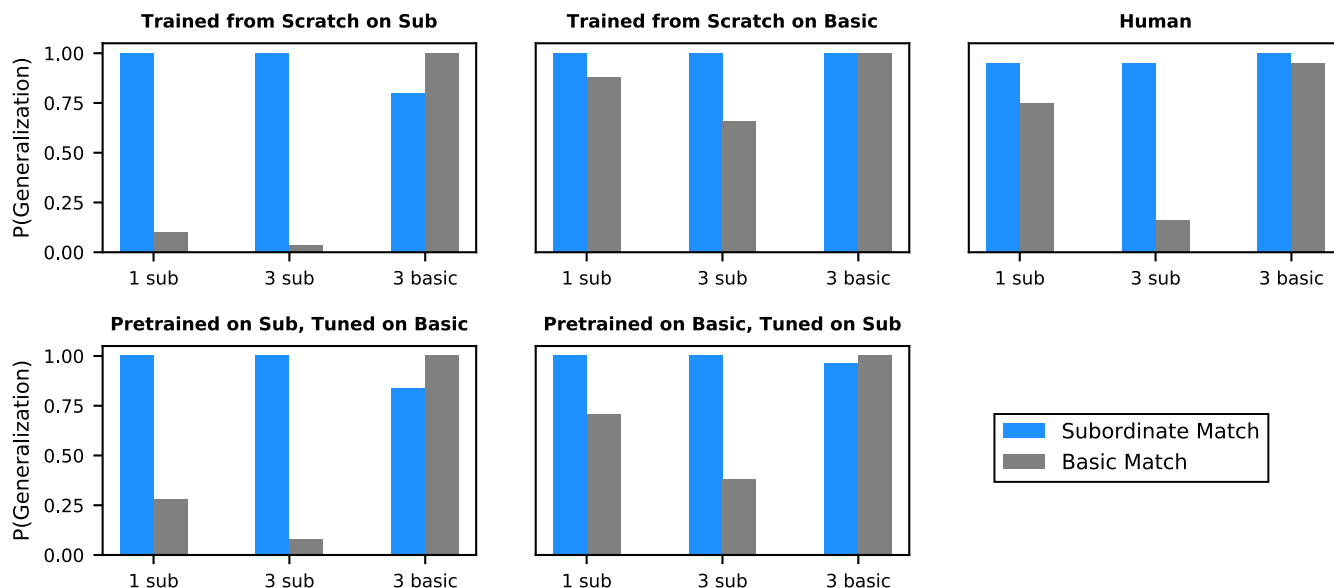 Trained from Scratch on Sub
Trained from Scratch on Basic
Human
P(Generalization)
1.00
0.75
0.50
0.25
0.00
1 sub
3 sub
3 basic
1 sub
3 sub
3 basic
1 sub
3 sub
3 basic
Pretrained on Sub, Tuned on Basic
Pretrained on Basic, Tuned on Sub
P(Generalization)
1.00
0.75
0.50
0.25
0.00
1 sub
3 sub
3 basic
1 sub
3 sub
3 basic
Subordinate Match
Basic Match